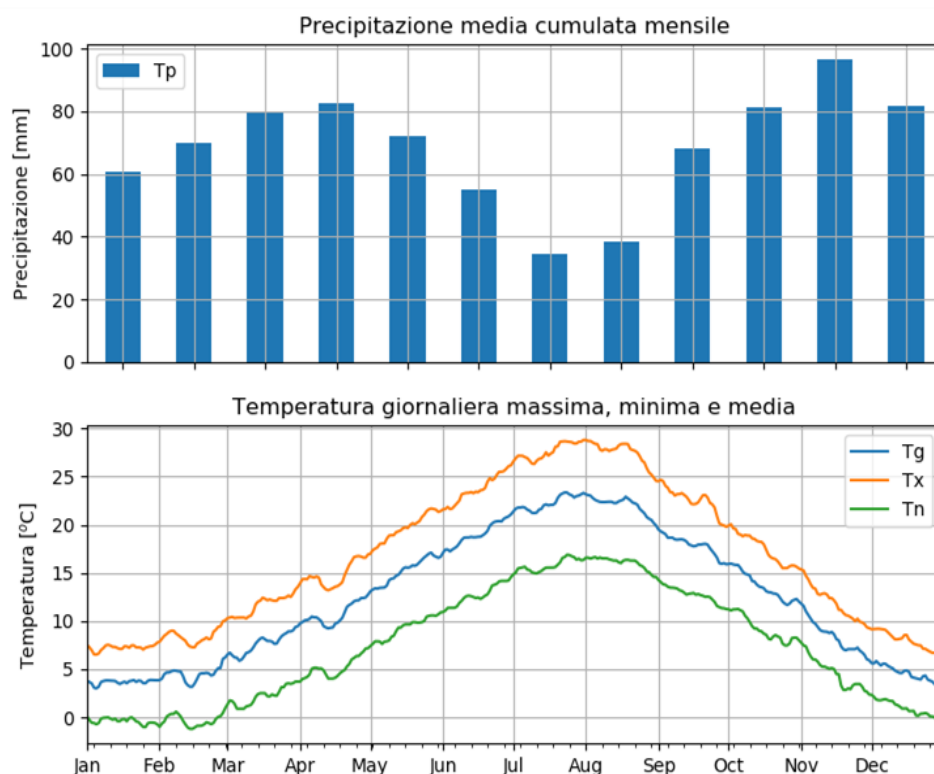 Precipitazione media cumulata mensile
Precipitazione [mm]
100
80
60
40
20
0
Tp
Temperatura giornaliera massima, minima e media
Temperatura [°C]
30
25
20
15
10
5
0
Tg
Tx
Tn
Jan Feb Mar Apr May Jun Jul Aug Sep Oct Nov Dec